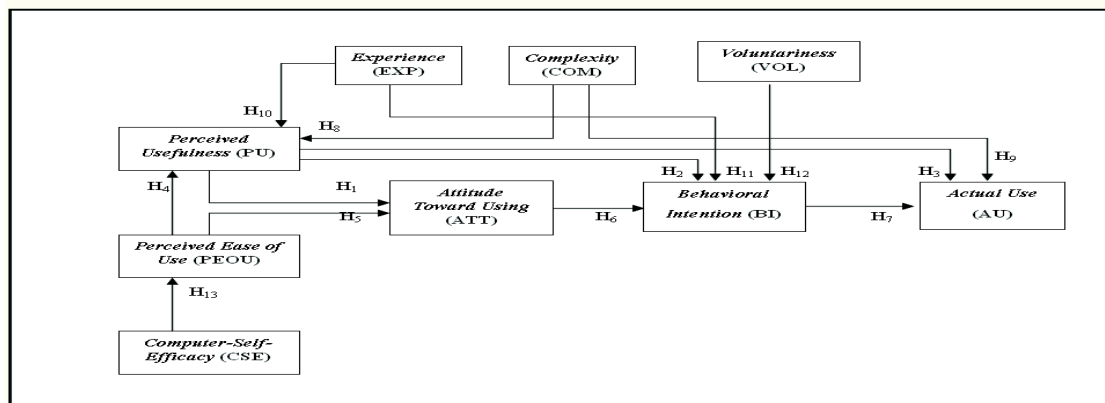 Experience
(EXP)
Complexity
(COM)
Voluntariness
(VOL)
H10
H8
Perceived
Usefulness (PU)
H4
H1
H2
H11
H12
H3
H9
Attitude
Toward Using
(ATT)
Behavioral
Intention (BI)
Actual Use
(AU)
H5
H6
H7
Perceived Ease of
Use (PEOU)
H13
Computer-Self-
Efficacy (CSE)